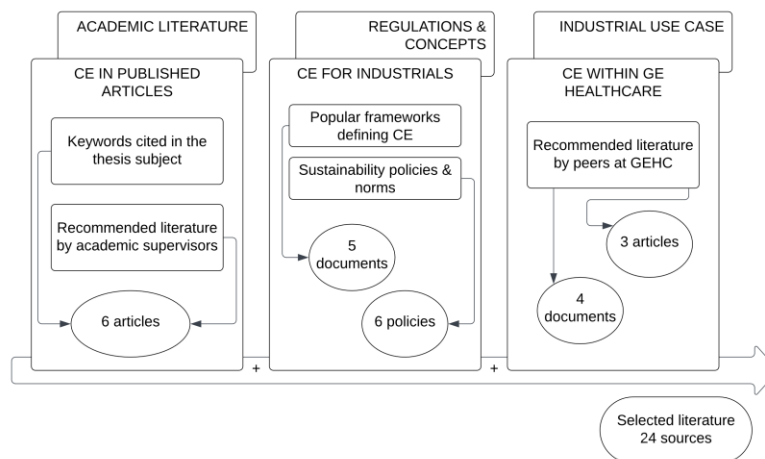 ACADEMIC LITERATURE
CE IN PUBLISHED
ARTICLES
Keywords cited in the
thesis subject
Recommended literature
by academic supervisors
6 articles
+
REGULATIONS &
CONCEPTS
CE FOR INDUSTRIALS
Popular frameworks
defining CE
Sustainability policies &
norms
5
documents
6 policies
+
INDUSTRIAL USE CASE
CE WITHIN GE
HEALTHCARE
Recommended literature
by peers at GEHC
3 articles
4
documents
Selected literature
24 sources